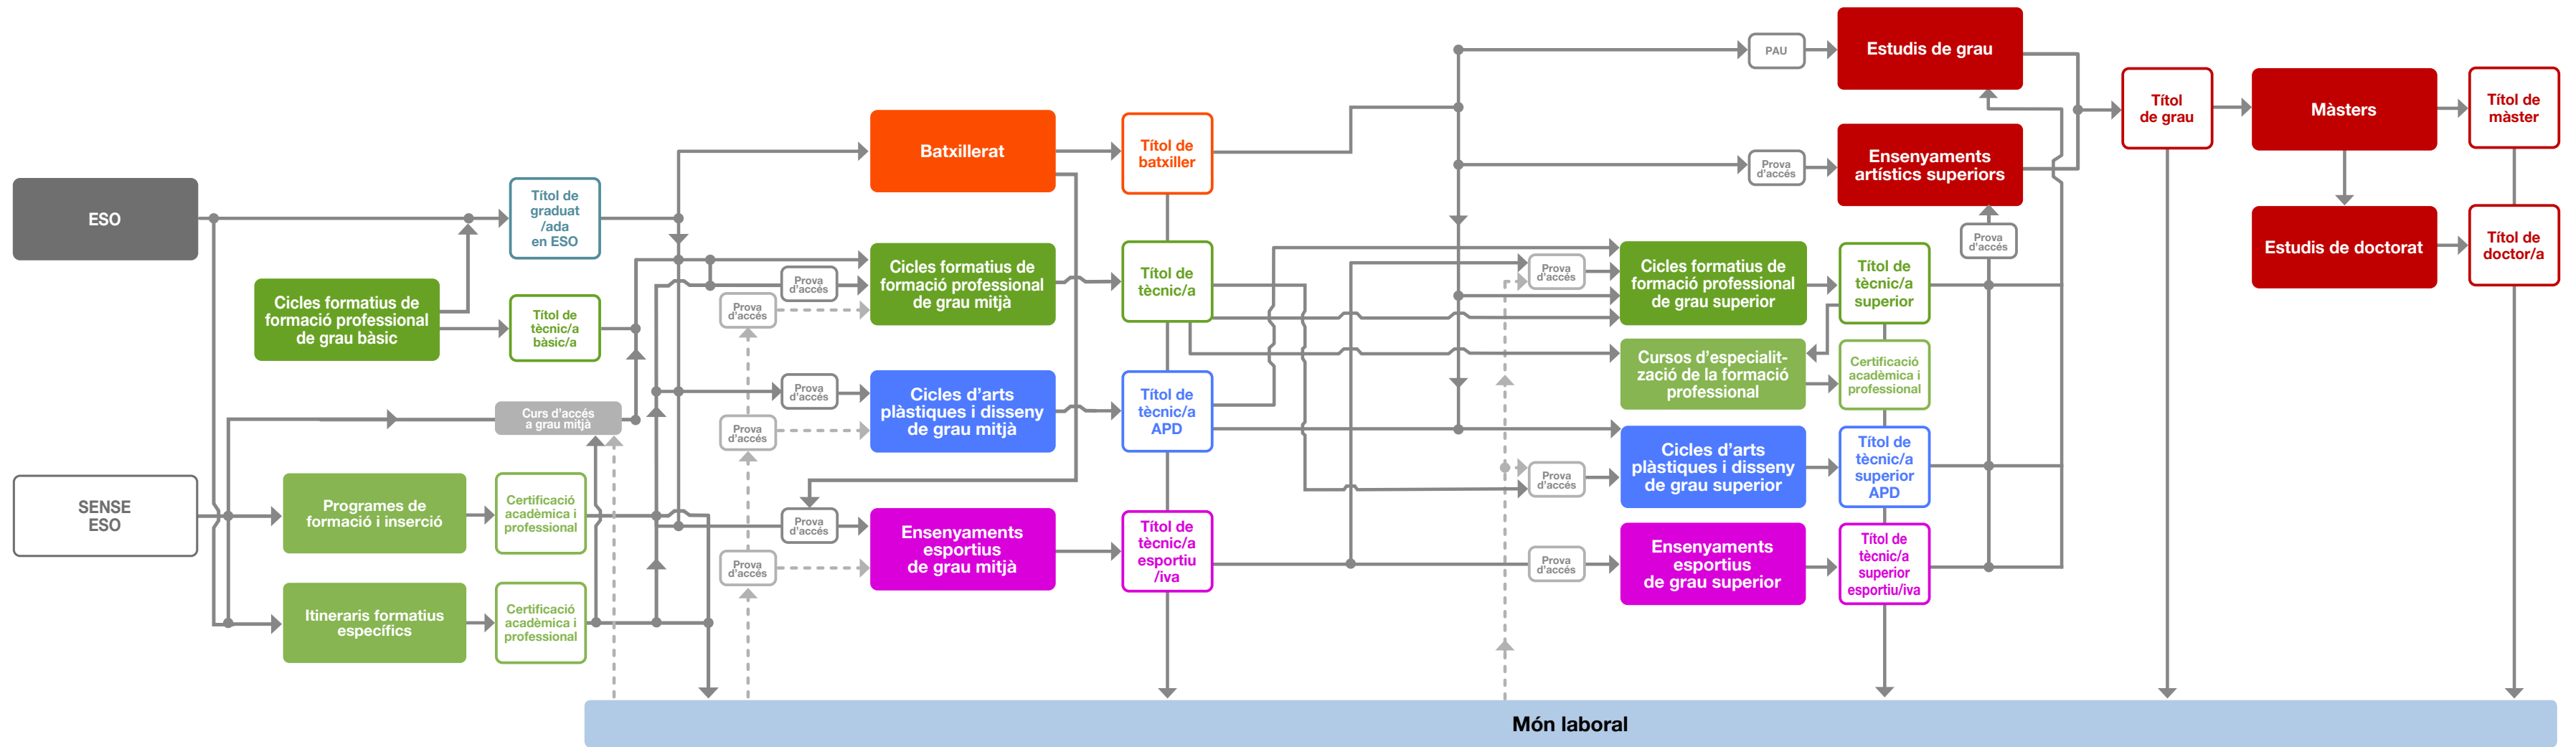 ESO
SENSE
ESO
Cicles formatius de
formació professional
de grau bàsic
Programes de
formació i inserció
Itineraris formatius
específics
Títol de
graduat
/ada
en ESO
Títol de
tècnic/a
bàsic/a
Curs d'accés
a grau mitjà
Certificació
acadèmica i
professional
Certificació
acadèmica i
professional
Prova
d'accés
Prova
d'accés
Prova
d'accés
Prova
d'accés
Prova
d'accés
Prova
d'accés
Batxillerat
Cicles formatius de
formació professional
de grau mitjà
Cicles d'arts
plàstiques i disseny
de grau mitjà
Ensenyaments
esportius
de grau mitjà
Títol de
batxiller
Títol de
tècnic/a
Títol de
tècnic/a
APD
Títol de
tècnic/a
esportiu
/iva
PAU
Prova
d'accés
Prova
d'accés
Prova
d'accés
Prova
d'accés
Estudis de grau
Ensenyaments
artístics superiors
Prova
d'accés
Cicles formatius de
formació professional
de grau superior
Cursos d'especialit-
zació de la formació
professional
Cicles d'arts
plàstiques i disseny
de grau superior
Ensenyaments
esportius
de grau superior
Títol de
tècnic/a
superior
Certificació
acadèmica i
professional
Títol de
tècnic/a
superior
APD
Títol de
tècnic/a
superior
esportiu/iva
Títol
de grau
Màsters
Estudis de doctorat
Títol de
màster
Títol de
doctor/a
Món laboral